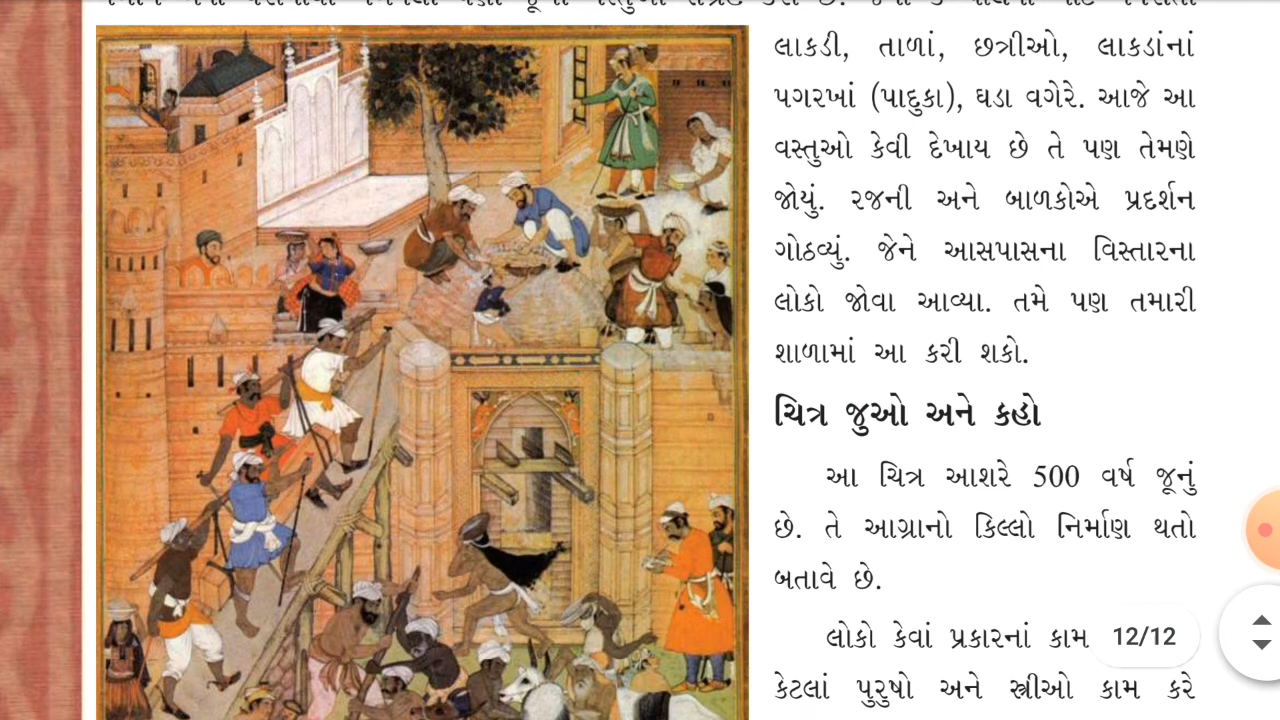 લાકડી, તાળાં, છત્રીઓ, લાકડાંનાં
પગરખાં (પાદુકા), ઘડા વગેરે. આજે આ
વસ્તુઓ કેવી દેખાય છે તે પણ તેમણે
જોયું. રજની અને બાળકોએ પ્રદર્શન
ગોઠવ્યું. જેને આસપાસના વિસ્તારના
લોકો જોવા આવ્યા. તમે પણ તમારી
શાળામાં આ કરી શકો.
ચિત્ર જુઓ અને કહો
આ ચિત્ર આશરે 500 વર્ષ જૂનું
છે. તે આગ્રાનો કિલ્લો નિર્માણ થતો
બતાવે છે.
લોકો કેવાં પ્રકારનાં કામ
12/12
કેટલાં પુરુષો અને સ્ત્રીઓ કામ કરે